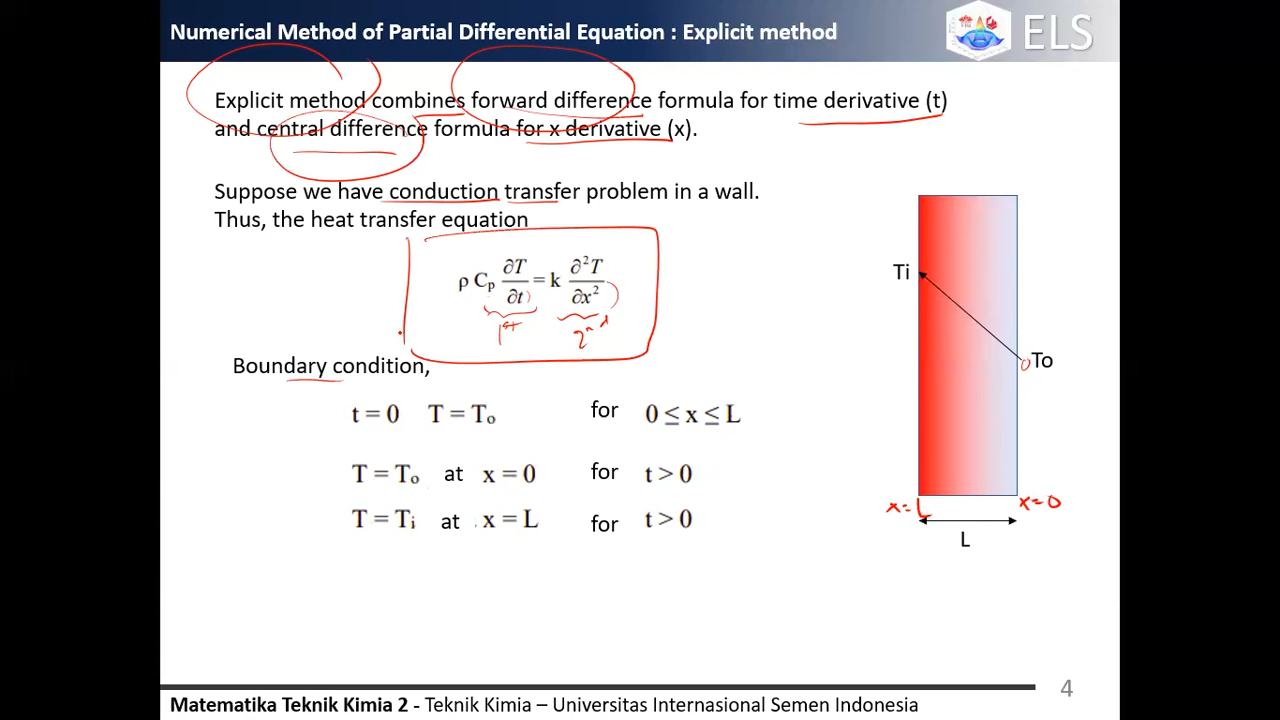 Numerical Method of Partial Differential Equation : Explicit method
ELS
Explicit method combines forward difference formula for time derivative (t)
and central difference formula for x derivative (x).
Suppose we have conduction transfer problem in a wall.
Thus, the heat transfer equation
ρ Cp ∂T/∂t = k ∂²T/∂x²
1st 2nd
Boundary condition,
t = 0 T = To for 0 ≤ x ≤ L
T = To at x = 0 for t > 0
T = Ti at x = L for t > 0
Ti
To
x=L x=0
L
4
Matematika Teknik Kimia 2 - Teknik Kimia – Universitas Internasional Semen Indonesia